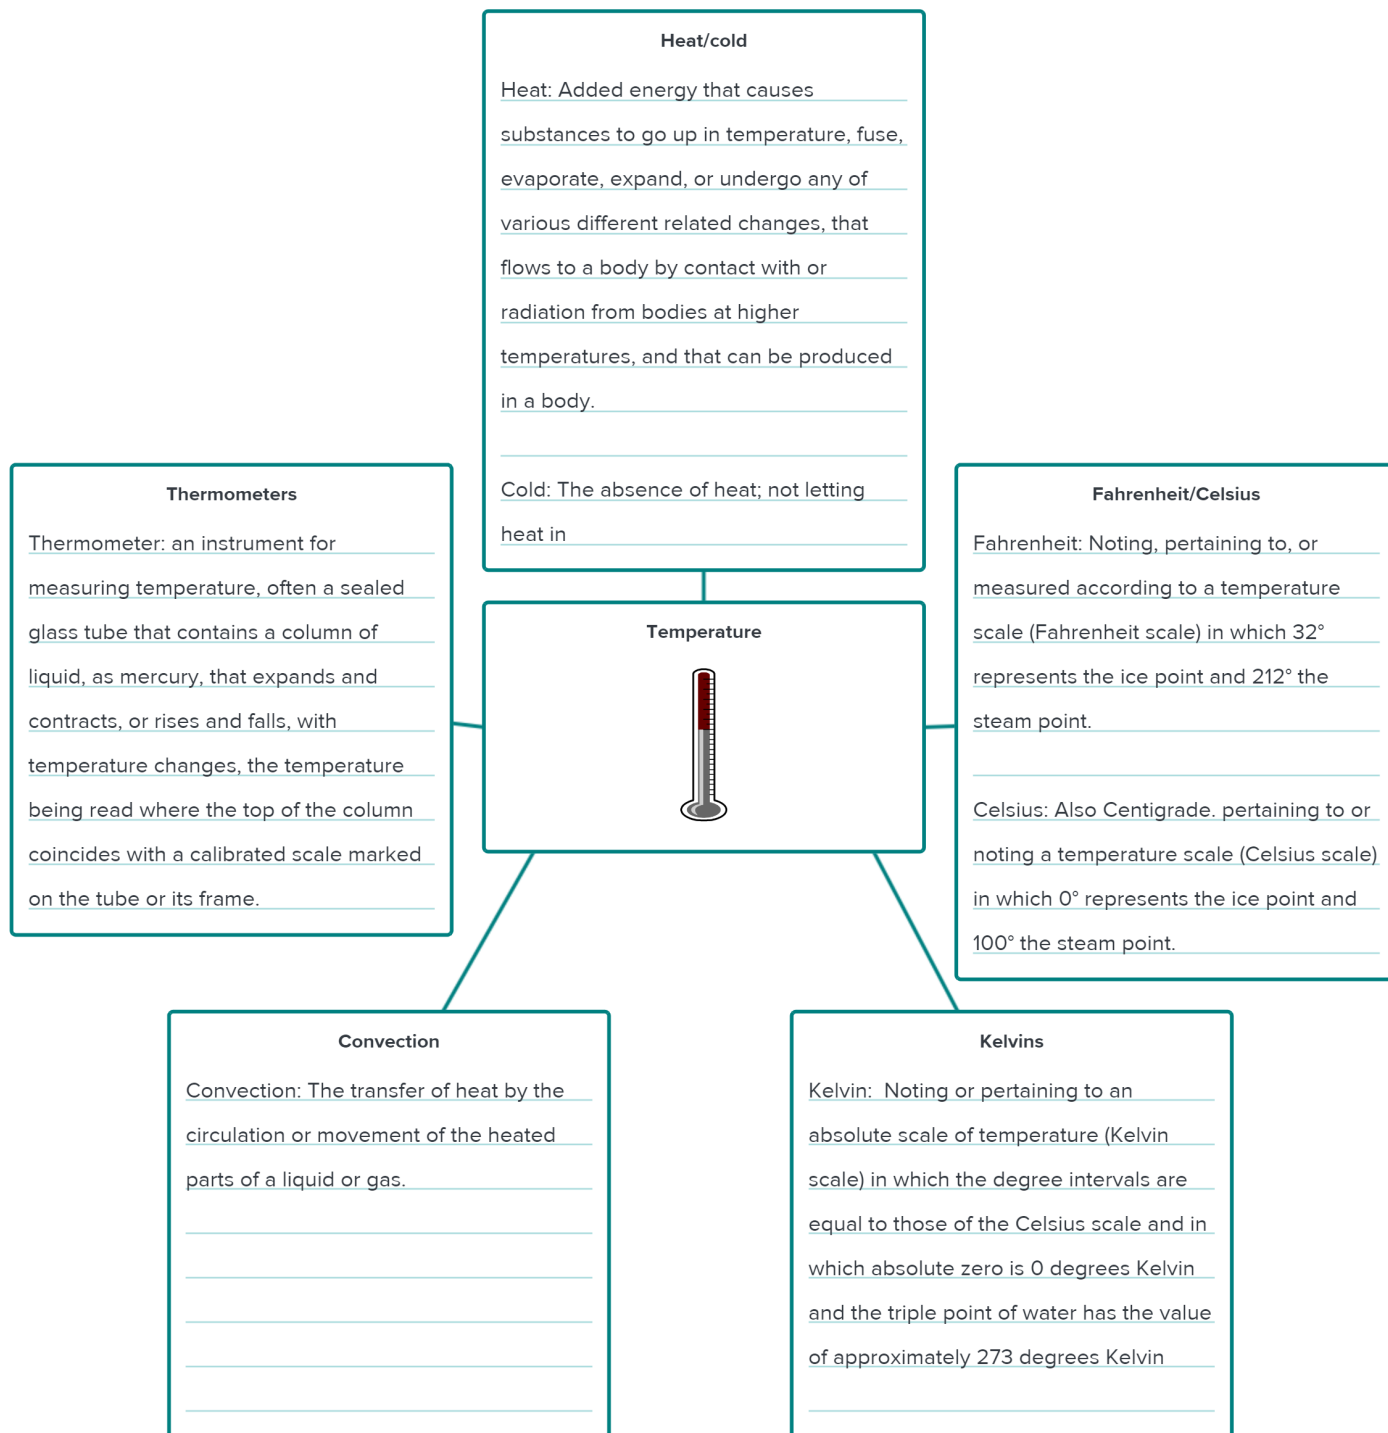 Heat/cold
Heat: Added energy that causes
substances to go up in temperature, fuse,
evaporate, expand, or undergo any of
various different related changes, that
flows to a body by contact with or
radiation from bodies at higher
temperatures, and that can be produced
in a body.
Cold: The absence of heat; not letting
heat in
Thermometers
Thermometer: an instrument for
measuring temperature, often a sealed
glass tube that contains a column of
liquid, as mercury, that expands and
contracts, or rises and falls, with
temperature changes, the temperature
being read where the top of the column
coincides with a calibrated scale marked
on the tube or its frame.
Temperature
Fahrenheit/Celsius
Fahrenheit: Noting, pertaining to, or
measured according to a temperature
scale (Fahrenheit scale) in which 32°
represents the ice point and 212° the
steam point.
Celsius: Also Centigrade. pertaining to or
noting a temperature scale (Celsius scale)
in which 0° represents the ice point and
100° the steam point.
Convection
Convection: The transfer of heat by the
circulation or movement of the heated
parts of a liquid or gas.
Kelvins
Kelvin:  Noting or pertaining to an
absolute scale of temperature (Kelvin
scale) in which the degree intervals are
equal to those of the Celsius scale and in
which absolute zero is 0 degrees Kelvin
and the triple point of water has the value
of approximately 273 degrees Kelvin